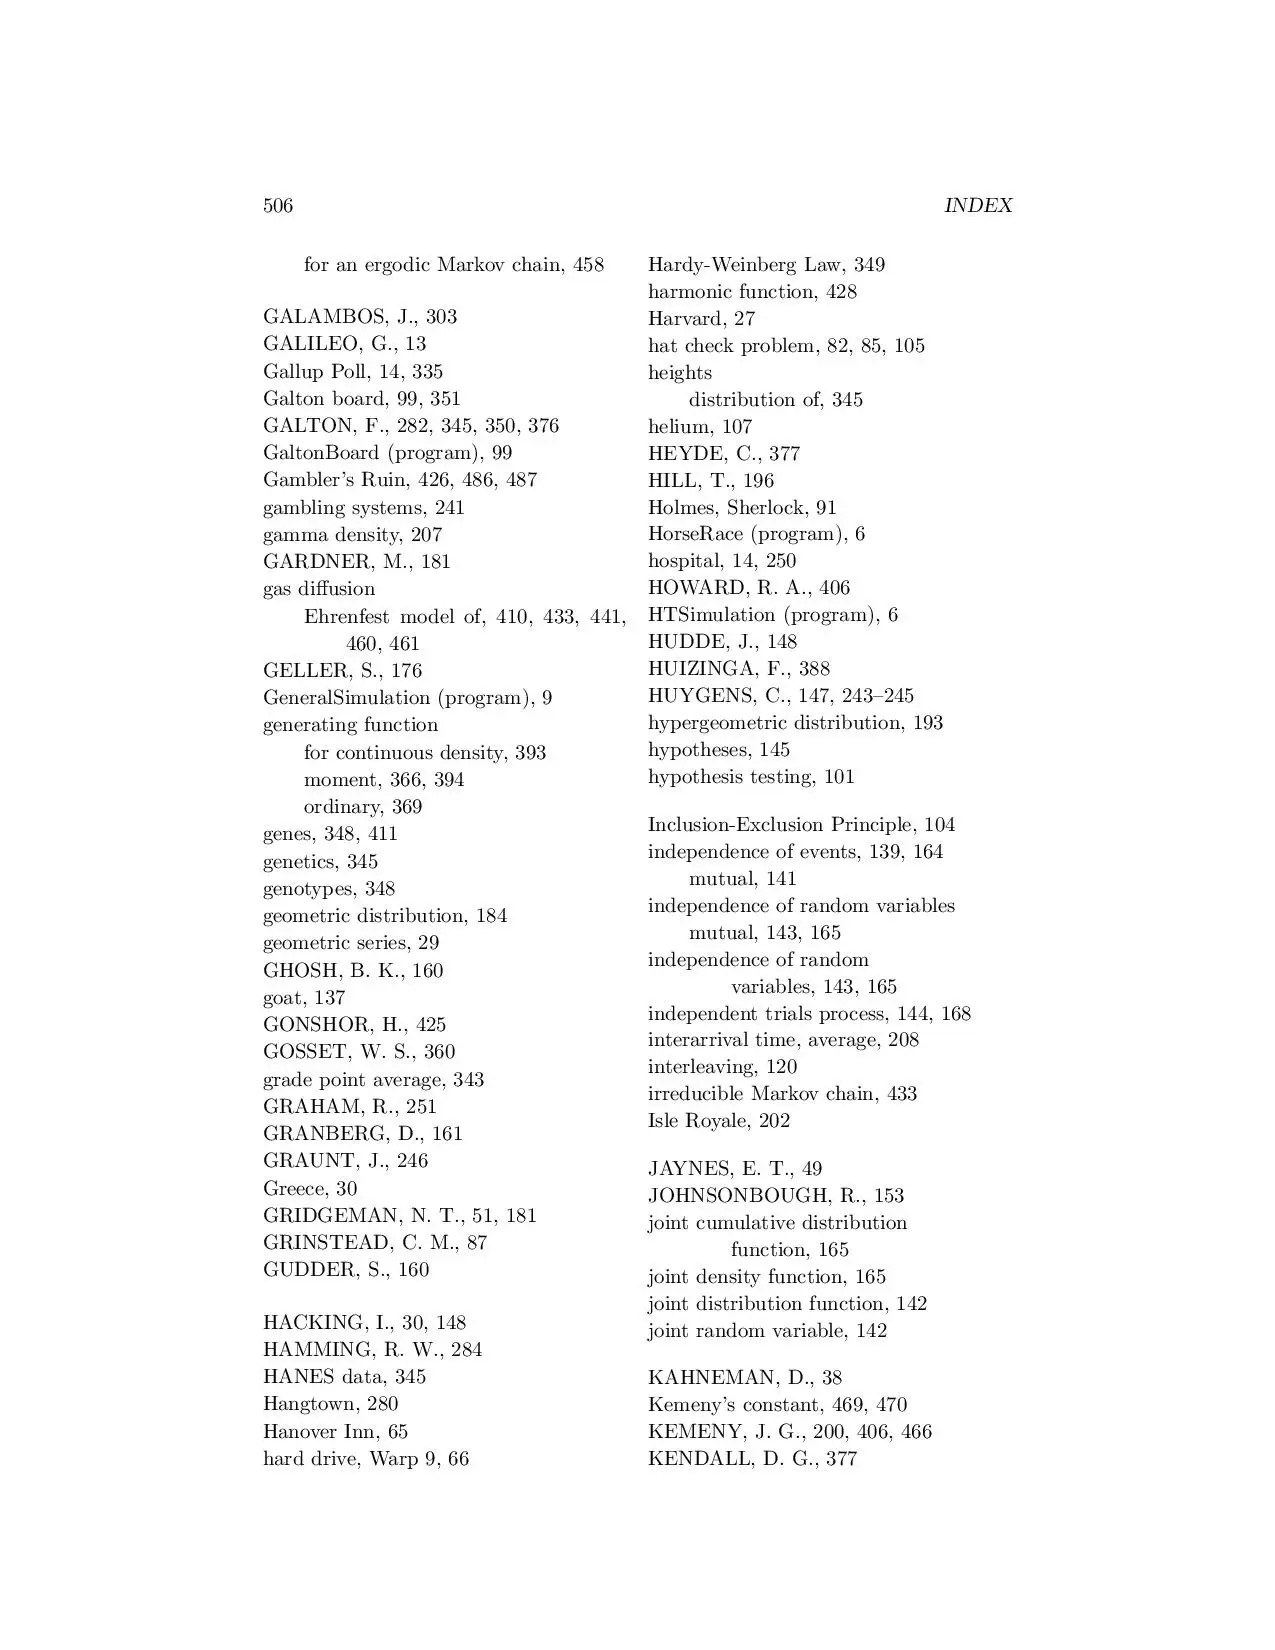 506 INDEX
for an ergodic Markov chain, 458
GALAMBOS, J., 303
GALILEO, G., 13
Gallup Poll, 14, 335
Galton board, 99, 351
GALTON, F., 282, 345, 350, 376
GaltonBoard (program), 99
Gambler's Ruin, 426, 486, 487
gambling systems, 241
gamma density, 207
GARDNER, M., 181
gas diffusion
Ehrenfest model of, 410, 433, 441,
460, 461
GELLER, S., 176
GeneralSimulation (program), 9
generating function
for continuous density, 393
moment, 366, 394
ordinary, 369
genes, 348, 411
genetics, 345
genotypes, 348
geometric distribution, 184
geometric series, 29
GHOSH, B. K., 160
goat, 137
GONSHOR, H., 425
GOSSET, W. S., 360
grade point average, 343
GRAHAM, R., 251
GRANBERG, D., 161
GRAUNT, J., 246
Greece, 30
GRIDGEMAN, N. T., 51, 181
GRINSTEAD, C. M., 87
GUDDER, S., 160
HACKING, I., 30, 148
HAMMING, R. W., 284
HANES data, 345
Hangtown, 280
Hanover Inn, 65
hard drive, Warp 9, 66
Hardy-Weinberg Law, 349
harmonic function, 428
Harvard, 27
hat check problem, 82, 85, 105
heights
distribution of, 345
helium, 107
HEYDE, C., 377
HILL, T., 196
Holmes, Sherlock, 91
HorseRace (program), 6
hospital, 14, 250
HOWARD, R. A., 406
HTSimulation (program), 6
HUDDE, J., 148
HUIZINGA, F., 388
HUYGENS, C., 147, 243–245
hypergeometric distribution, 193
hypotheses, 145
hypothesis testing, 101
Inclusion-Exclusion Principle, 104
independence of events, 139, 164
mutual, 141
independence of random variables
mutual, 143, 165
independence of random
variables, 143, 165
independent trials process, 144, 168
interarrival time, average, 208
interleaving, 120
irreducible Markov chain, 433
Isle Royale, 202
JAYNES, E. T., 49
JOHNSONBOUGH, R., 153
joint cumulative distribution
function, 165
joint density function, 165
joint distribution function, 142
joint random variable, 142
KAHNEMAN, D., 38
Kemeny's constant, 469, 470
KEMENY, J. G., 200, 406, 466
KENDALL, D. G., 377